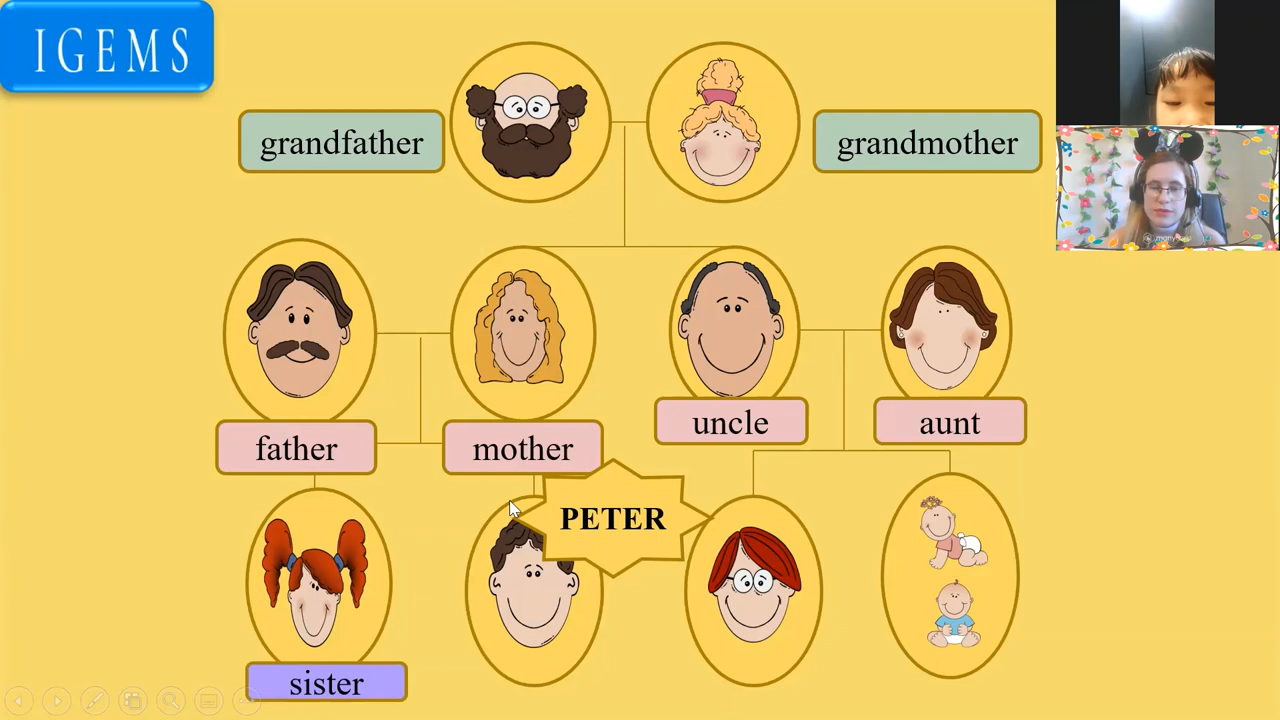 IGEMS
grandfather
grandmother
father
mother
uncle
aunt
PETER
sister